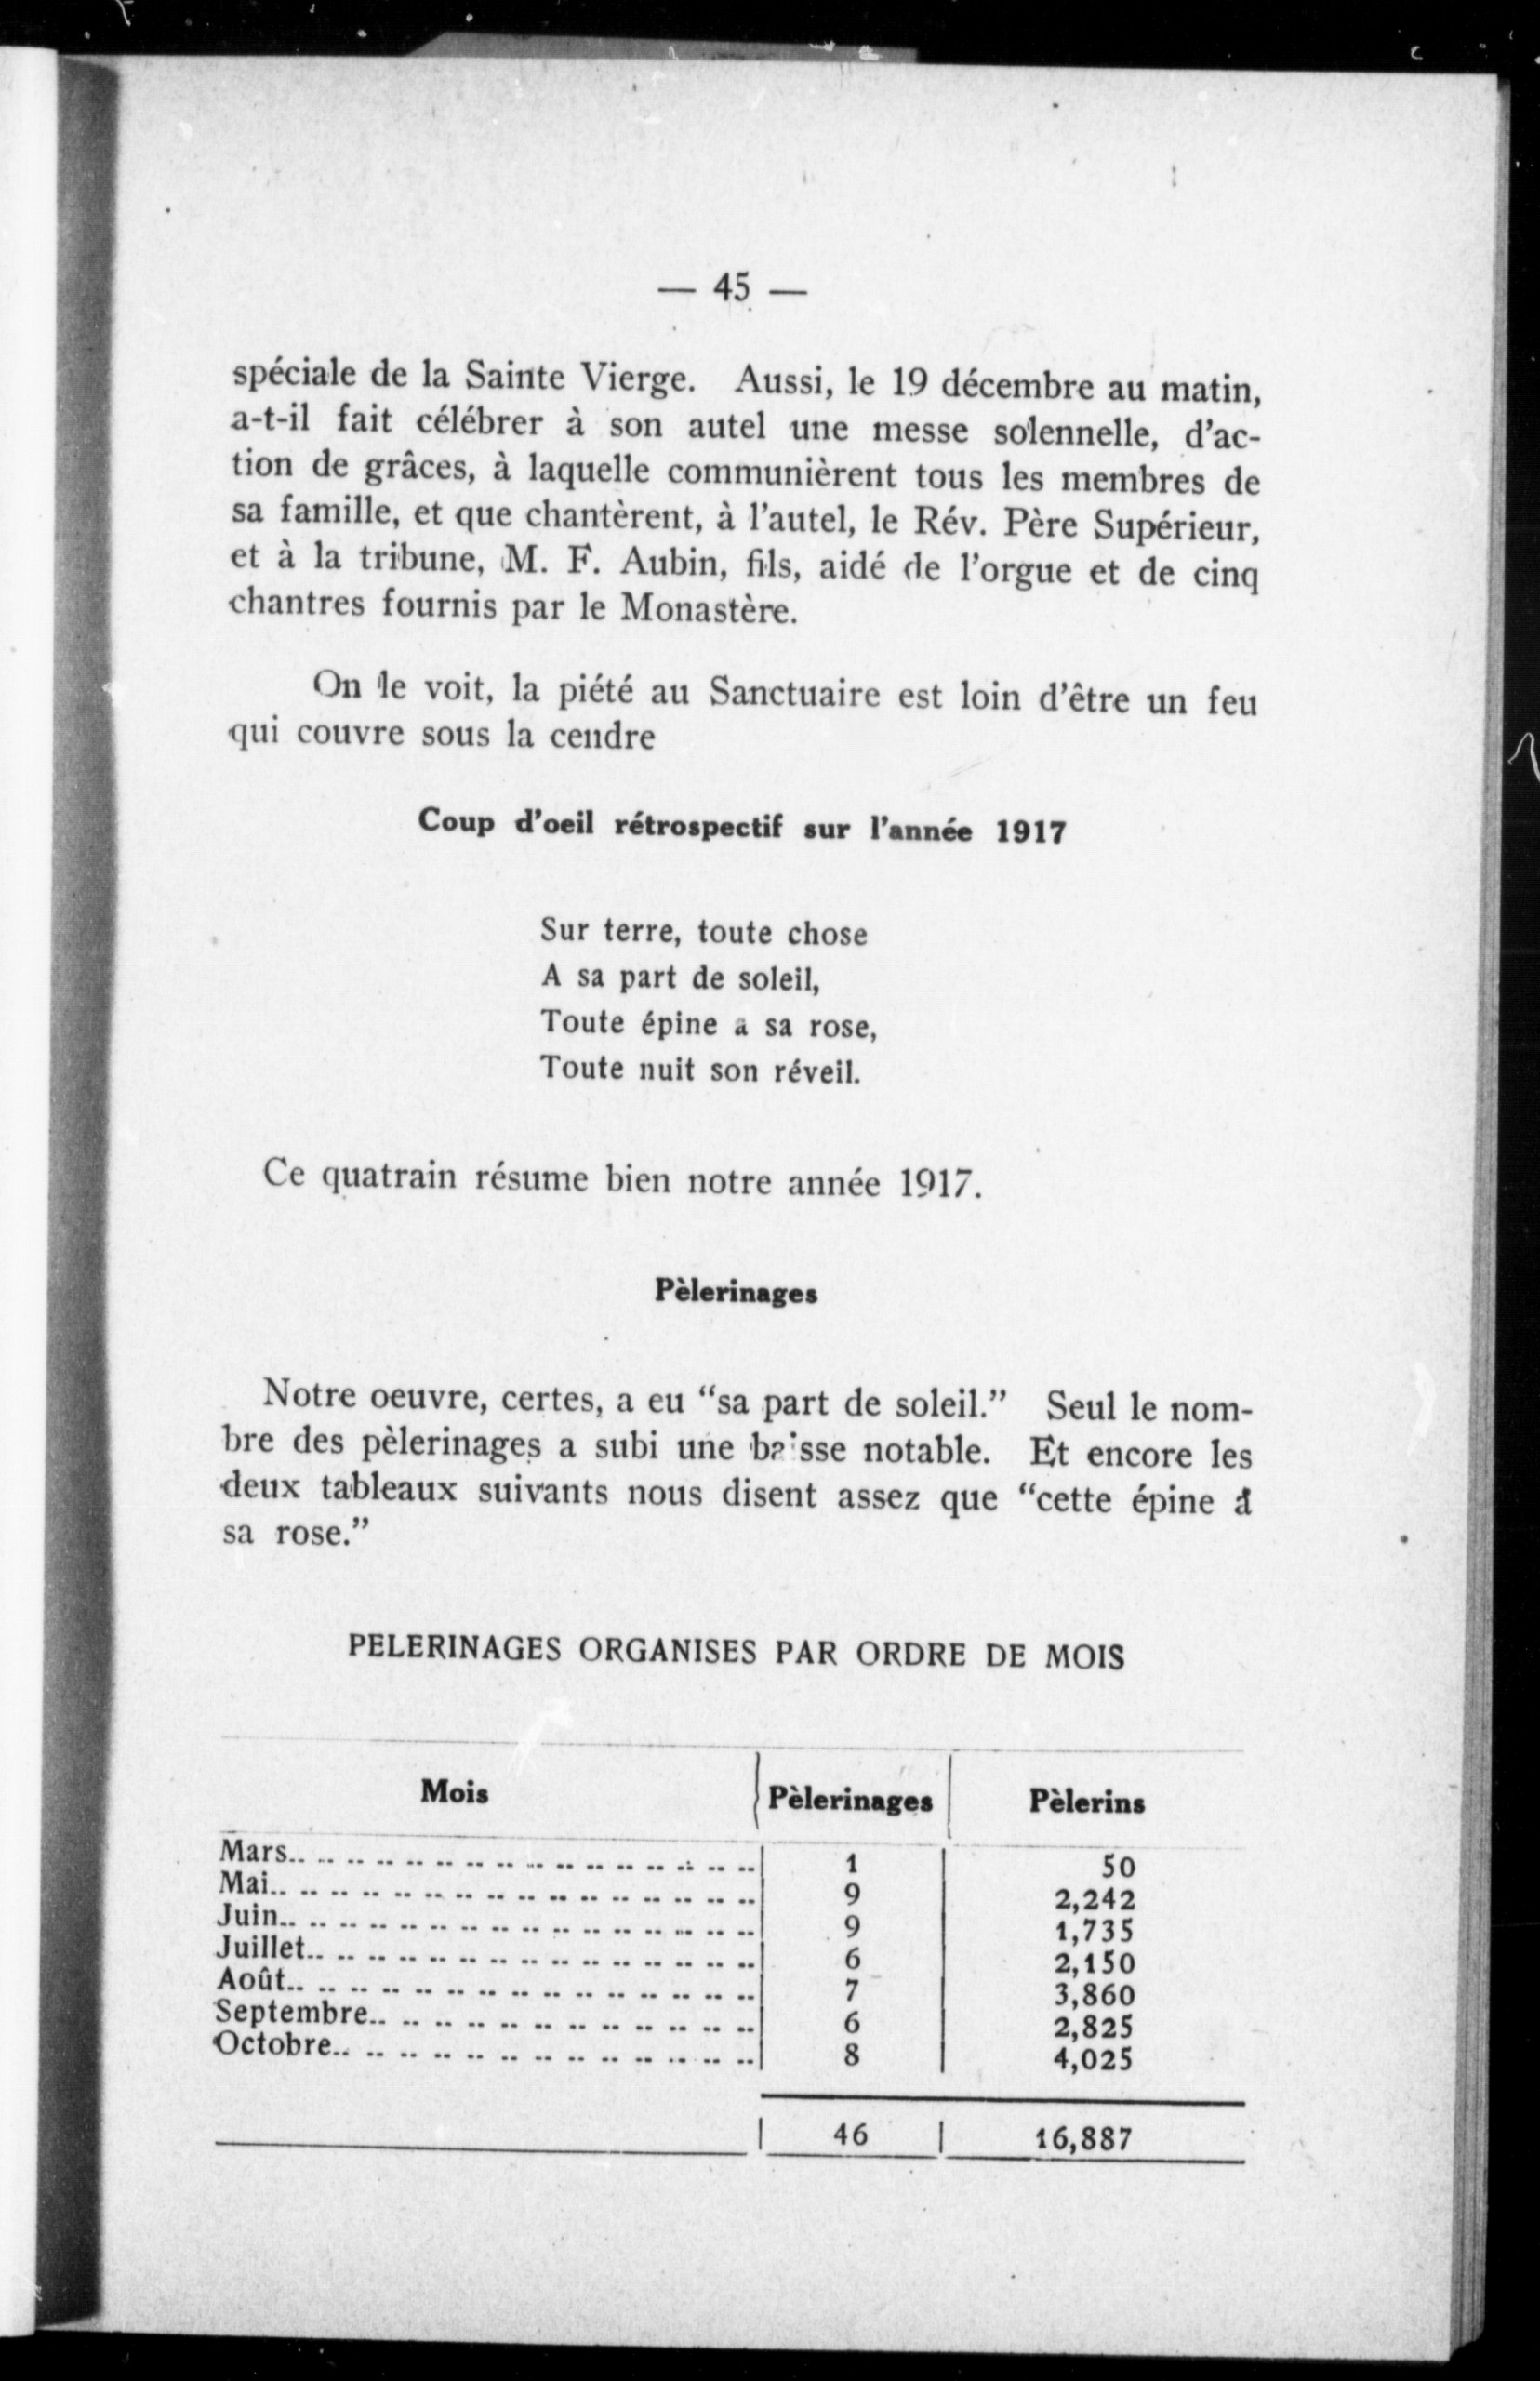 — 45 —
spéciale de la Sainte Vierge. Aussi, le 19 décembre au matin,
a-t-il fait célébrer à son autel une messe solennelle, d'ac-
tion de grâces, à laquelle communièrent tous les membres de
sa famille, et que chantèrent, à l'autel, le Rév. Père Supérieur,
et à la tribune, M. F. Aubin, fils, aidé de l'orgue et de cinq
chantres fournis par le Monastère.
On le voit, la piété au Sanctuaire est loin d'être un feu
qui couvre sous la cendre
Coup d'oeil rétrospectif sur l'année 1917
Sur terre, toute chose
A sa part de soleil,
Toute épine a sa rose,
Toute nuit son réveil.
Ce quatrain résume bien notre année 1917.
Pèlerinages
Notre oeuvre, certes, a eu “sa part de soleil.” Seul le nom-
bre des pèlerinages a subi une baisse notable. Et encore les
deux tableaux suivants nous disent assez que “cette épine a
sa rose.”
PELERINAGES ORGANISES PAR ORDRE DE MOIS
Mois Pèlerinages Pèlerins
Mars 1 50
Mai 9 2,242
Juin 9 1,735
Juillet 6 2,150
Août 7 3,860
Septembre 6 2,825
Octobre 8 4,025
46 16,887